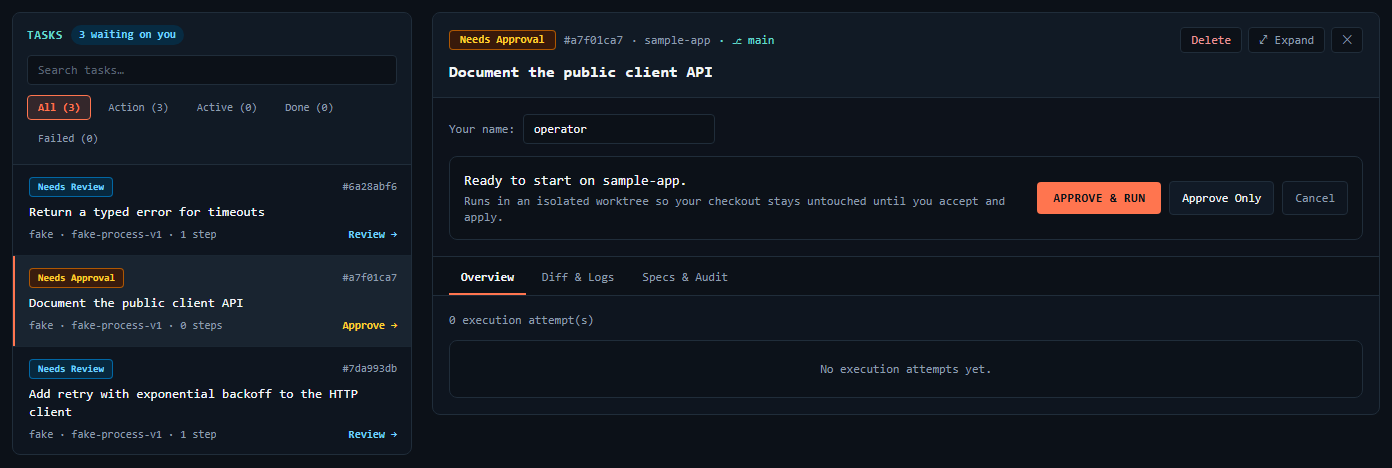 TASKS 3 waiting on you
Search tasks…
All (3) Action (3) Active (0) Done (0)
Failed (0)
Needs Review #6a28abf6
Return a typed error for timeouts
fake · fake-process-v1 · 1 step Review →
Needs Approval #a7f01ca7
Document the public client API
fake · fake-process-v1 · 0 steps Approve →
Needs Review #7da993db
Add retry with exponential backoff to the HTTP
client
fake · fake-process-v1 · 1 step Review →
Needs Approval #a7f01ca7 · sample-app · ⎇ main Delete ⤢ Expand ✕
Document the public client API
Your name: operator
Ready to start on sample-app.
Runs in an isolated worktree so your checkout stays untouched until you accept and
apply.
APPROVE & RUN Approve Only Cancel
Overview Diff & Logs Specs & Audit
0 execution attempt(s)
No execution attempts yet.